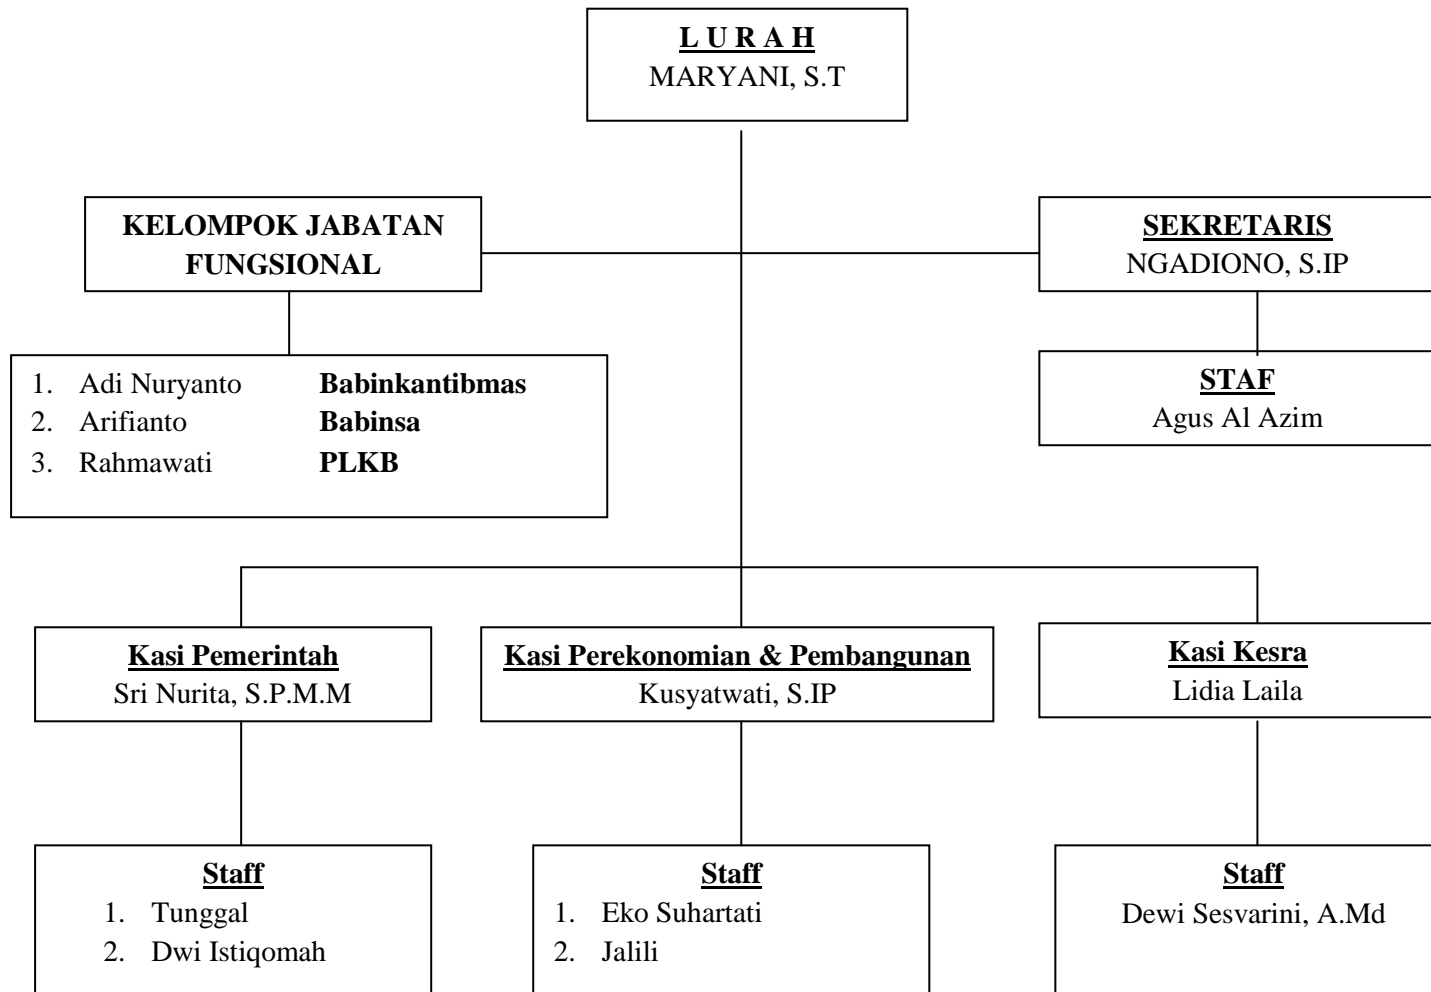 L U R A H
MARYANI, S.T
KELOMPOK JABATAN
FUNGSIONAL
SEKRETARIS
NGADIONO, S.IP
1. Adi Nuryanto Babinkantibmas
2. Arifianto Babinsa
3. Rahmawati PLKB
STAF
Agus Al Azim
Kasi Pemerintah
Sri Nurita, S.P.M.M
Kasi Perekonomian & Pembangunan
Kusyatwati, S.IP
Kasi Kesra
Lidia Laila
Staff
1. Tunggal
2. Dwi Istiqomah
Staff
1. Eko Suhartati
2. Jalili
Staff
Dewi Sesvarini, A.Md